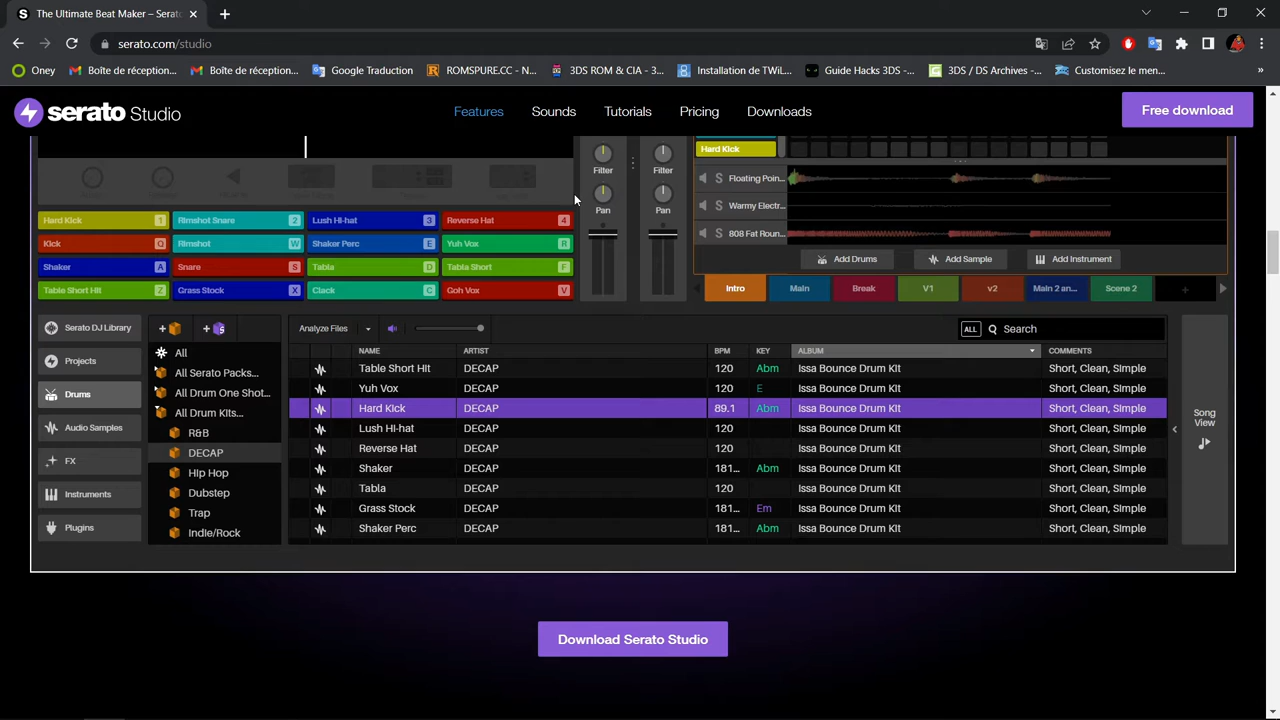 The Ultimate Beat Maker – Serato
serato.com/studio
Oney
Boîte de réception...
Boîte de réception...
Google Traduction
ROMSPURE.CC - N...
3DS ROM & CIA - 3...
Installation de TWiL...
Guide Hacks 3DS -...
3DS / DS Archives -...
Customisez le men...
»
serato Studio
Features
Sounds
Tutorials
Pricing
Downloads
Free download
Hard Kick
Filter
Filter
Floating Poin...
Pan
Pan
Warmy Electr...
808 Fat Roun...
Hard Kick 1
Rimshot Snare 2
Lush Hi-hat 3
Reverse Hat 4
Kick Q
Rimshot W
Shaker Perc E
Yuh Vox R
Shaker A
Snare S
Tabla D
Tabla Short F
Table Short Hit Z
Grass Stock X
Clack C
Goh Vox V
Add Drums
Add Sample
Add Instrument
Intro
Main
Break
V1
v2
Main 2 an...
Scene 2
+
Serato DJ Library
Projects
Drums
Audio Samples
FX
Instruments
Plugins
All
All Serato Packs...
All Drum One Shot...
All Drum Kits...
R&B
DECAP
Hip Hop
Dubstep
Trap
Indie/Rock
Analyze Files
ALL
Search
NAME ARTIST BPM KEY ALBUM COMMENTS
Table Short Hit DECAP 120 Abm Issa Bounce Drum Kit Short, Clean, Simple
Yuh Vox DECAP 120 E Issa Bounce Drum Kit Short, Clean, Simple
Hard Kick DECAP 89.1 Abm Issa Bounce Drum Kit Short, Clean, Simple
Lush Hi-hat DECAP 120 Issa Bounce Drum Kit Short, Clean, Simple
Reverse Hat DECAP 120 Issa Bounce Drum Kit Short, Clean, Simple
Shaker DECAP 181... Abm Issa Bounce Drum Kit Short, Clean, Simple
Tabla DECAP 120 Issa Bounce Drum Kit Short, Clean, Simple
Grass Stock DECAP 181... Em Issa Bounce Drum Kit Short, Clean, Simple
Shaker Perc DECAP 181... Abm Issa Bounce Drum Kit Short, Clean, Simple
Song
View
Download Serato Studio